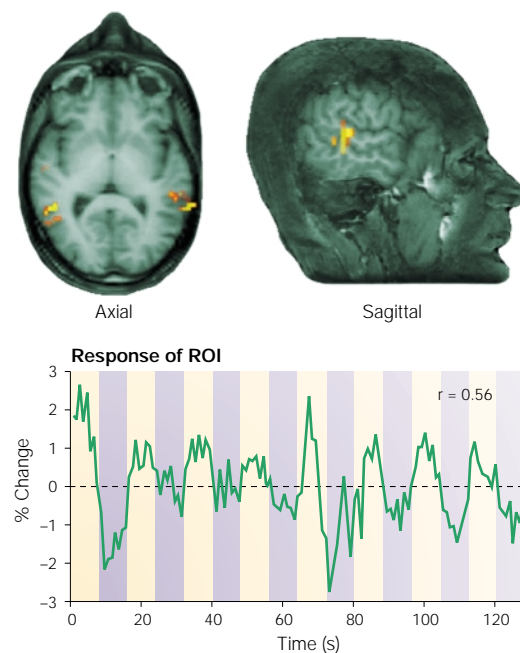 Axial
Sagittal
Response of ROI
3
2
1
0
−1
−2
−3
% Change
r = 0.56
0
20
40
60
80
100
120
Time (s)